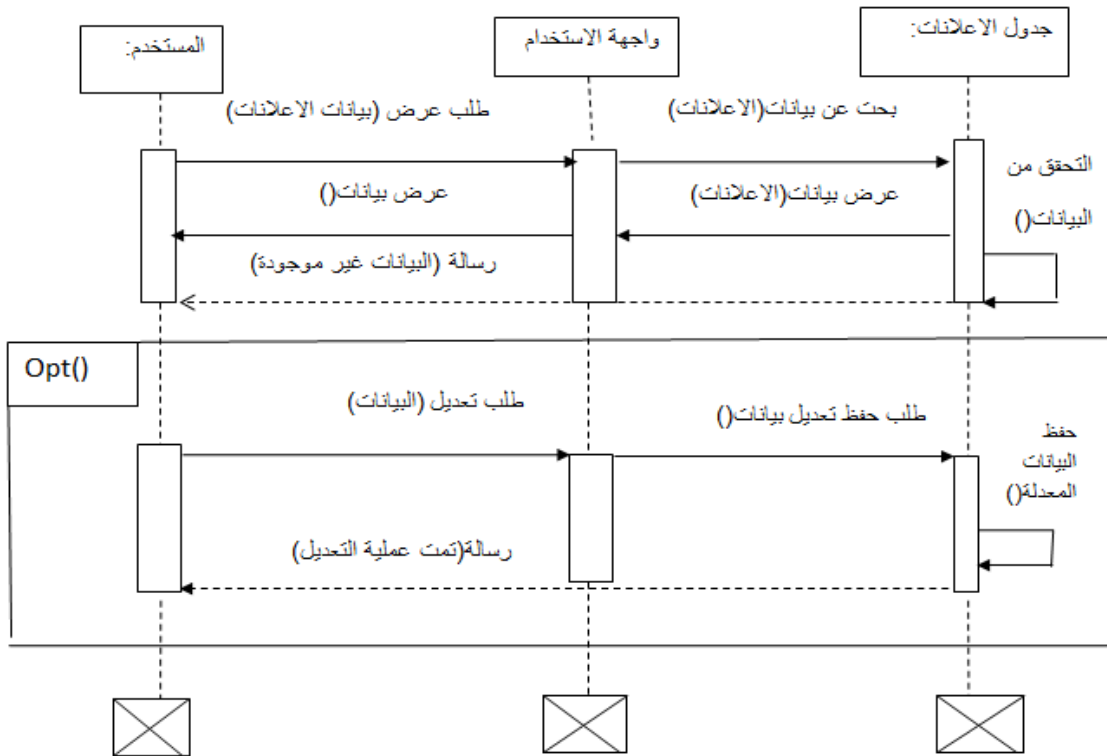 المستخدم:
واجهة الاستخدام
جدول الاعلانات:
طلب عرض (بيانات الاعلانات)
بحت عن بيانات(الاعلانات)
التحقق من
البيانات()
عرض بيانات()
عرض بيانات(الاعلانات)
رسالة (البيانات غير موجودة)
Opt()
طلب تعديل (البيانات)
طلب حفظ تعديل بيانات()
حفظ
البيانات
المعدلة()
رسالة(تمت عملية التعديل)